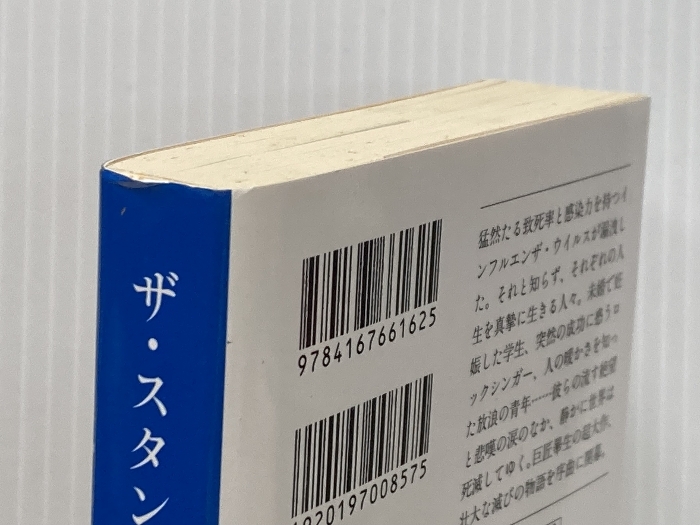 ザ・スタン
9784167661625
1920197008575
猛然たる致死率と感染力を持つイ
ンフルエンザ・ウイルスが漏洩し
た。それと知らず、それぞれの人
生を真摯に生きる人々。未婚で妊
娠した学生、突然の成功に惑うロ
ックシンガー、人の暖かさを知っ
た放浪の青年……彼らの流す絶望
と悲嘆の涙のなか、静かに世界は
死滅してゆく。巨匠畢生の超大作、
壮大な滅びの物語を序曲に開幕。